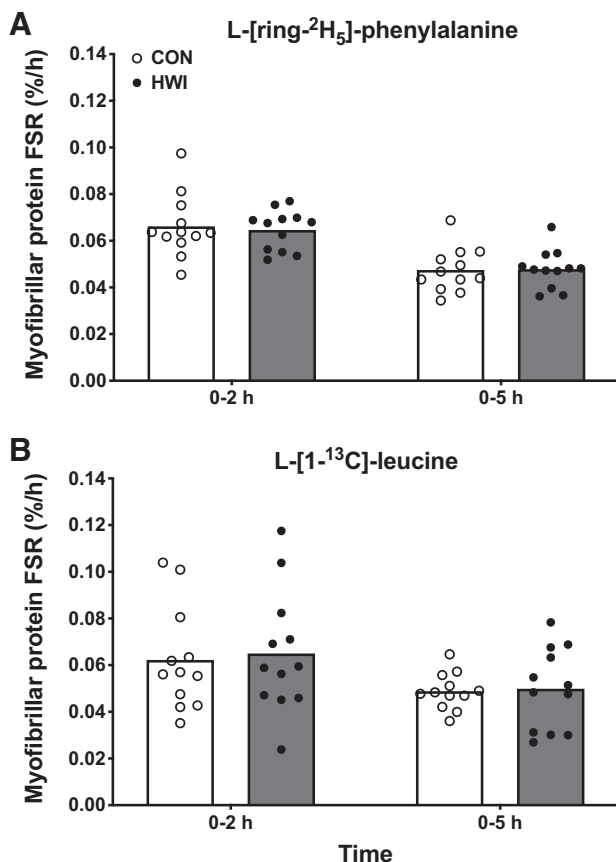 A
L-[ring-²H₅]-phenylalanine
○ CON
● HWI
Myofibrillar protein FSR (%/h)
0.14
0.12
0.10
0.08
0.06
0.04
0.02
0.00
0-2 h
0-5 h
B
L-[1-¹³C]-leucine
Myofibrillar protein FSR (%/h)
0.14
0.12
0.10
0.08
0.06
0.04
0.02
0.00
0-2 h
0-5 h
Time